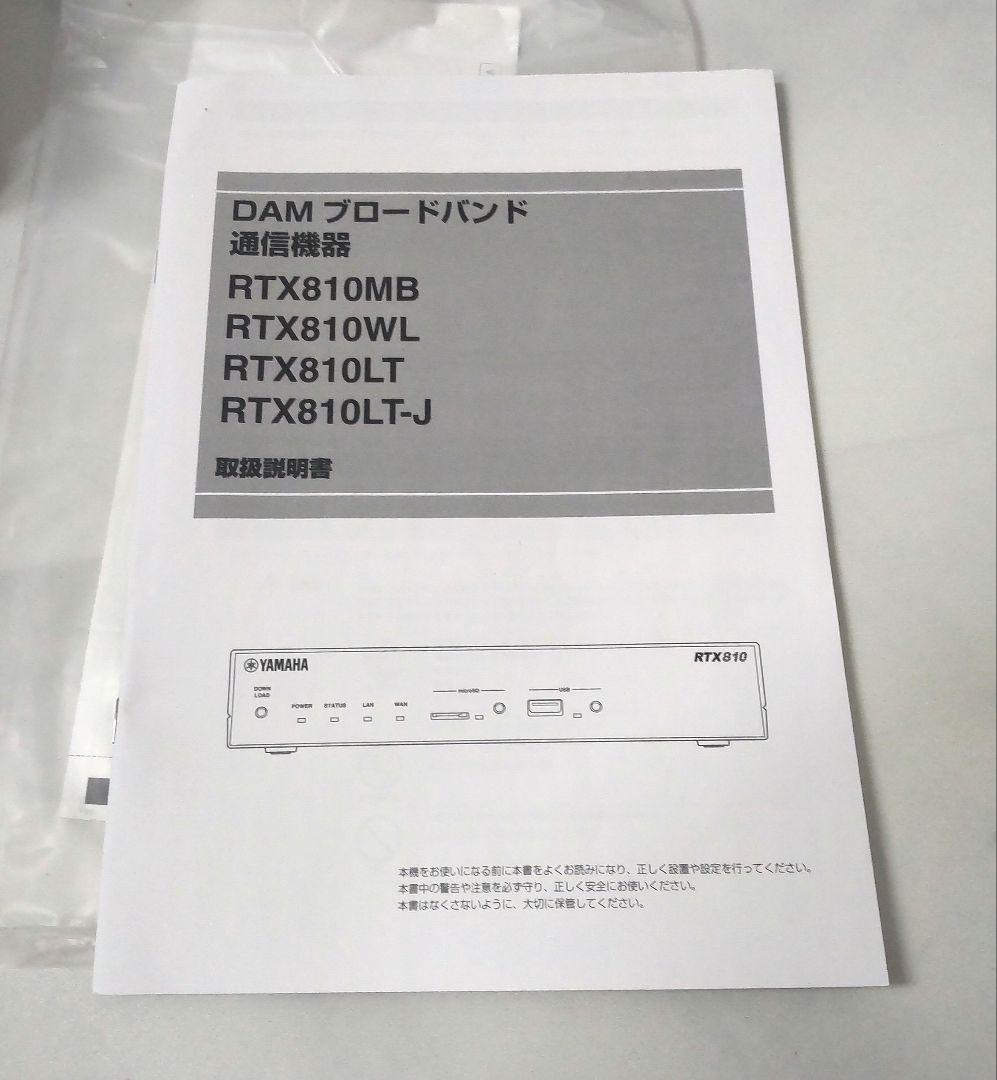 DAM ブロードバンド
通信機器
RTX810MB
RTX810WL
RTX810LT
RTX810LT-J
取扱説明書
YAMAHA
RTX810
DOWN
LOAD
POWER STATUS LAN WAN
microSD
USB
本機をお使いになる前に本書をよくお読みになり、正しく設置や設定を行ってください。
本書中の警告や注意を必ず守り、正しく安全にお使いください。
本書はなくさないように、大切に保管してください。